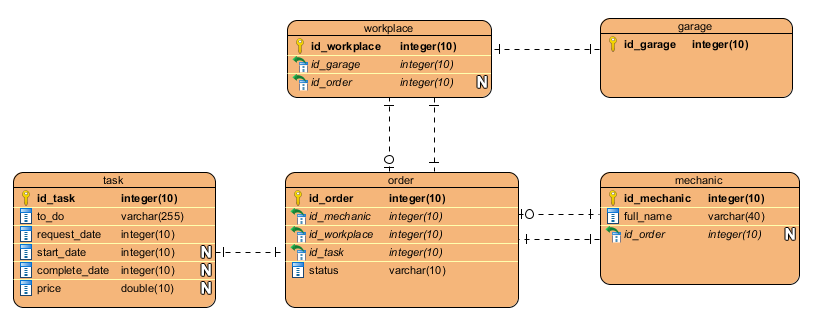 workplace
id_workplace integer(10)
id_garage integer(10)
id_order integer(10) N
garage
id_garage integer(10)
task
id_task integer(10)
to_do varchar(255)
request_date integer(10)
start_date integer(10) N
complete_date integer(10) N
price double(10) N
order
id_order integer(10)
id_mechanic integer(10)
id_workplace integer(10)
id_task integer(10)
status varchar(10)
mechanic
id_mechanic integer(10)
full_name varchar(40)
id_order integer(10) N